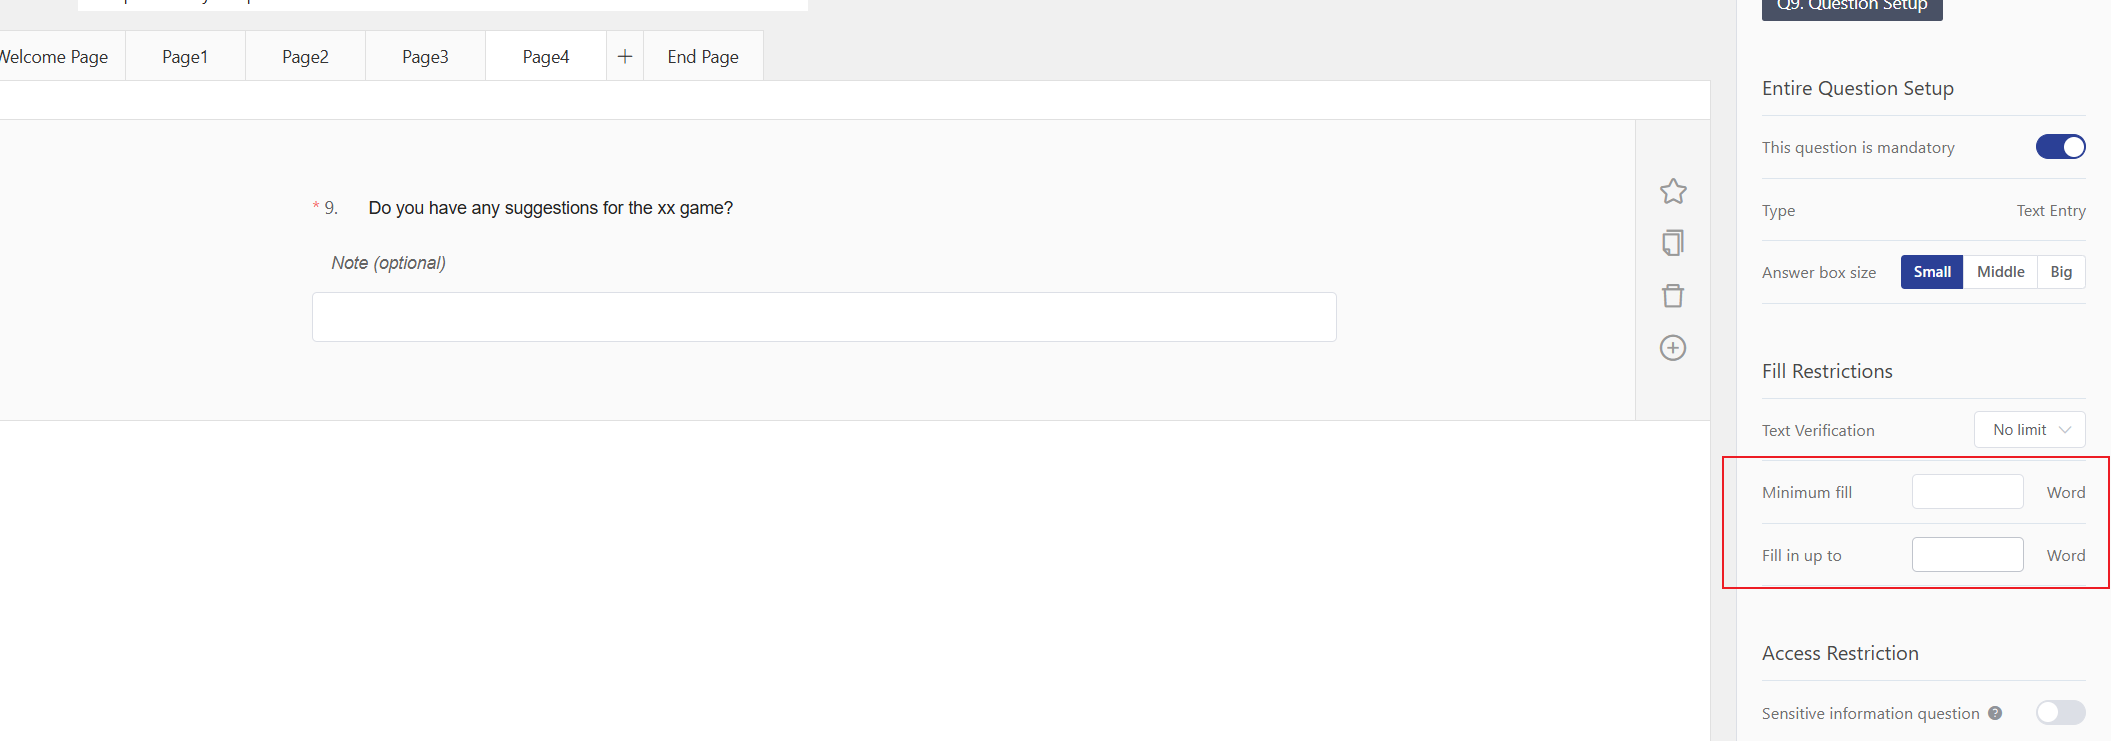 Q9. Question Setup
Welcome Page Page1 Page2 Page3 Page4 + End Page
* 9. Do you have any suggestions for the xx game?
Note (optional)
Entire Question Setup
This question is mandatory
Type Text Entry
Answer box size Small Middle Big
Fill Restrictions
Text Verification No limit
Minimum fill Word
Fill in up to Word
Access Restriction
Sensitive information question ?